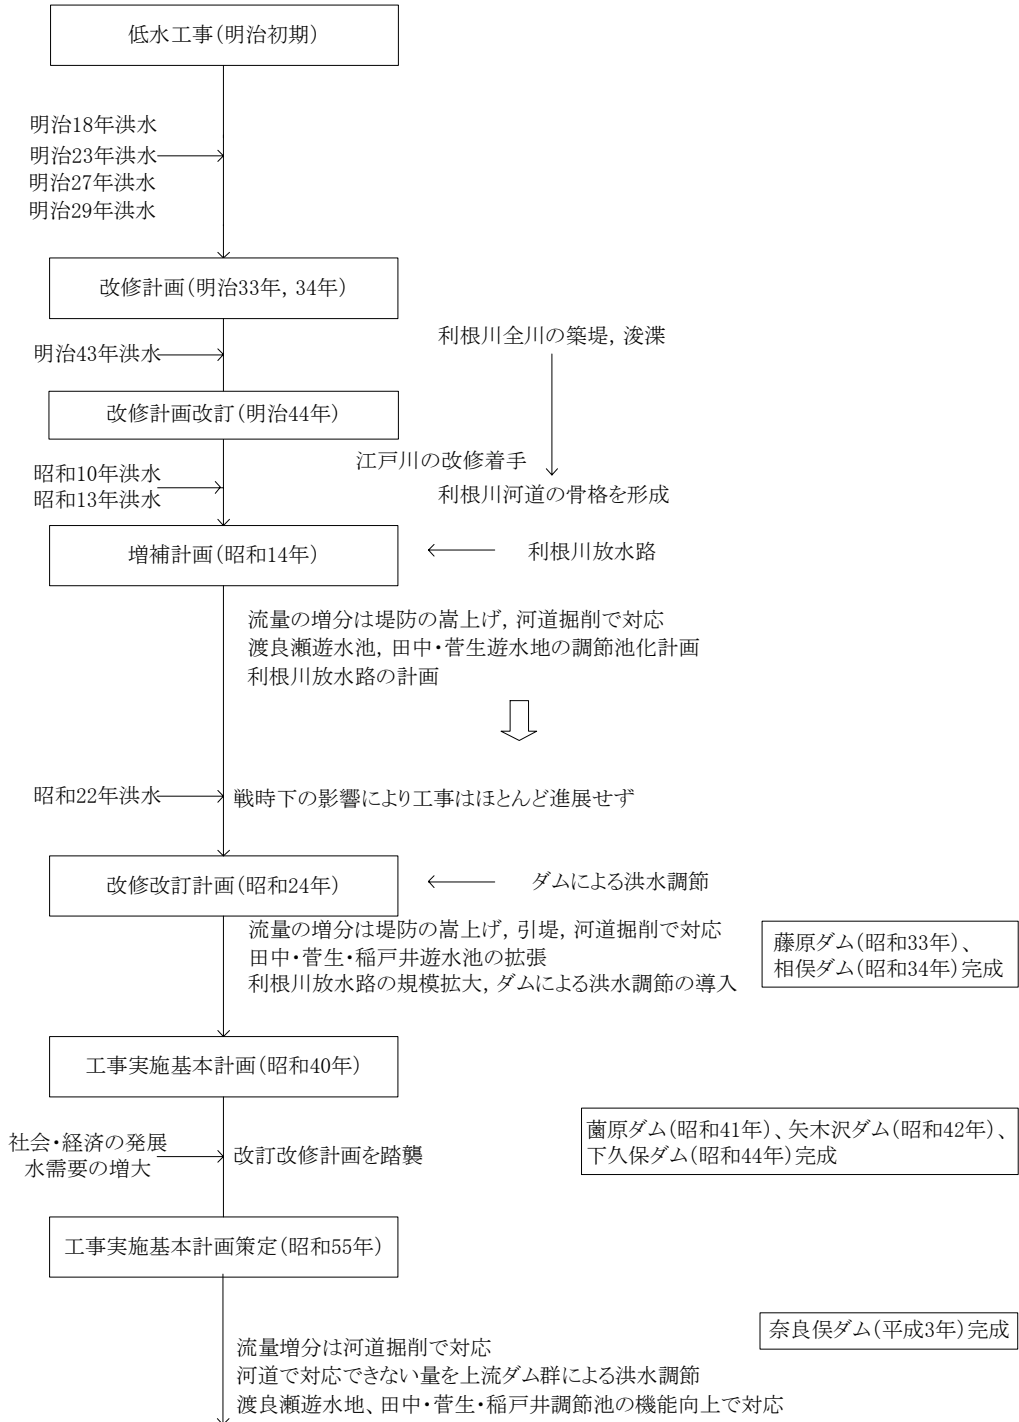 低水工事(明治初期)
明治18年洪水
明治23年洪水
明治27年洪水
明治29年洪水
改修計画(明治33年, 34年)
利根川全川の築堤, 浚渫
明治43年洪水
改修計画改訂(明治44年)
江戸川の改修着手
昭和10年洪水
昭和13年洪水
利根川河道の骨格を形成
増補計画(昭和14年)
利根川放水路
流量の増分は堤防の嵩上げ, 河道掘削で対応
渡良瀬遊水池, 田中・菅生遊水地の調節池化計画
利根川放水路の計画
昭和22年洪水
戦時下の影響により工事はほとんど進展せず
改修改訂計画(昭和24年)
ダムによる洪水調節
流量の増分は堤防の嵩上げ, 引堤, 河道掘削で対応
田中・菅生・稲戸井遊水池の拡張
利根川放水路の規模拡大, ダムによる洪水調節の導入
藤原ダム(昭和33年)、
相俣ダム(昭和34年)完成
工事実施基本計画(昭和40年)
社会・経済の発展
水需要の増大
改訂改修計画を踏襲
薗原ダム(昭和41年)、矢木沢ダム(昭和42年)、
下久保ダム(昭和44年)完成
工事実施基本計画策定(昭和55年)
奈良俣ダム(平成3年)完成
流量増分は河道掘削で対応
河道で対応できない量を上流ダム群による洪水調節
渡良瀬遊水地、田中・菅生・稲戸井調節池の機能向上で対応